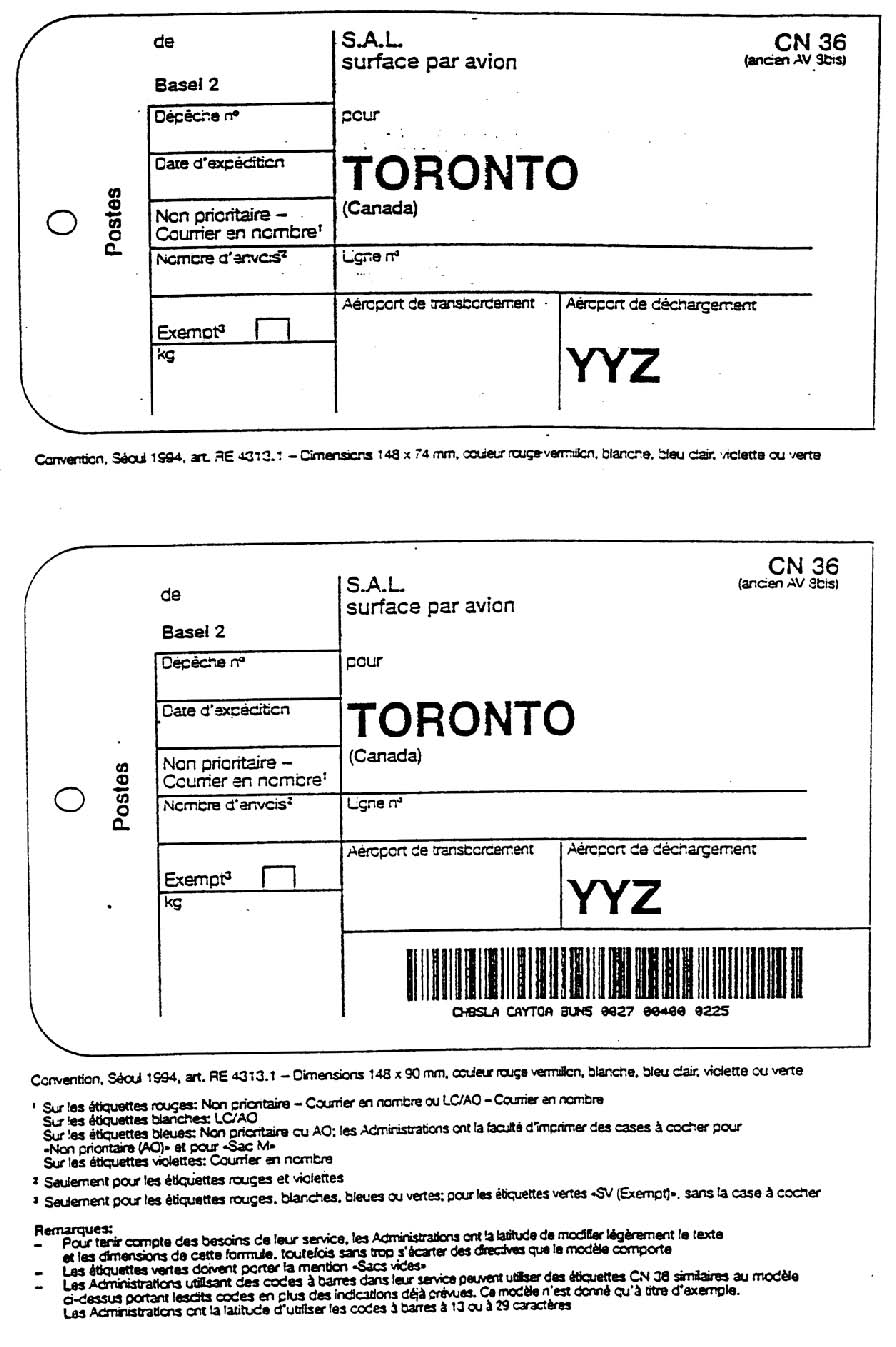 de
S.A.L.
surface par avion
CN 36
(ancien AV 8bis)
Basel 2
Dépêche nº
pour
Date d'expédition
TORONTO
(Canada)
Postes
Non prioritaire –
Courrier en nombre¹
Nombre d'envois²
Ligne nº
Aéroport de transbordement
Aéroport de déchargement
Exempt³
kg
YYZ
Convention, Séoul 1994, art. RE 4313.1 – Dimensions 148 x 74 mm, couleur rouge vermillon, blanche, bleu clair, violette ou verte
de
S.A.L.
surface par avion
CN 36
(ancien AV 8bis)
Basel 2
Dépêche nº
pour
Date d'expédition
TORONTO
(Canada)
Postes
Non prioritaire –
Courrier en nombre¹
Nombre d'envois²
Ligne nº
Aéroport de transbordement
Aéroport de déchargement
Exempt³
kg
YYZ
CHBSLA CAYTOA BUNS 0027 00400 0225
Convention, Séoul 1994, art. RE 4313.1 – Dimensions 148 x 90 mm, couleur rouge vermillon, blanche, bleu clair, violette ou verte
¹ Sur les étiquettes rouges: Non prioritaire – Courrier en nombre ou LC/AO – Courrier en nombre
Sur les étiquettes blanches: LC/AO
Sur les étiquettes bleues: Non prioritaire ou AO; les Administrations ont la faculté d'imprimer des cases à cocher pour
«Non prioritaire (AO)» et pour «Sac M»
Sur les étiquettes violettes: Courrier en nombre
² Seulement pour les étiquettes rouges et violettes
³ Seulement pour les étiquettes rouges, blanches, bleues ou vertes; pour les étiquettes vertes «SV (Exempt)», sans la case à cocher
Remarques:
– Pour tenir compte des besoins de leur service, les Administrations ont la latitude de modifier légèrement le texte
et les dimensions de cette formule, toutefois sans trop s'écarter des directives que le modèle comporte
– Les étiquettes vertes doivent porter la mention «Sacs vides»
– Les Administrations utilisant des codes à barres dans leur service peuvent utiliser des étiquettes CN 36 similaires au modèle
ci-dessus portant lesdits codes en plus des indications déjà prévues. Ce modèle n'est donné qu'à titre d'exemple.
Les Administrations ont la latitude d'utiliser les codes à barres à 13 ou à 29 caractères